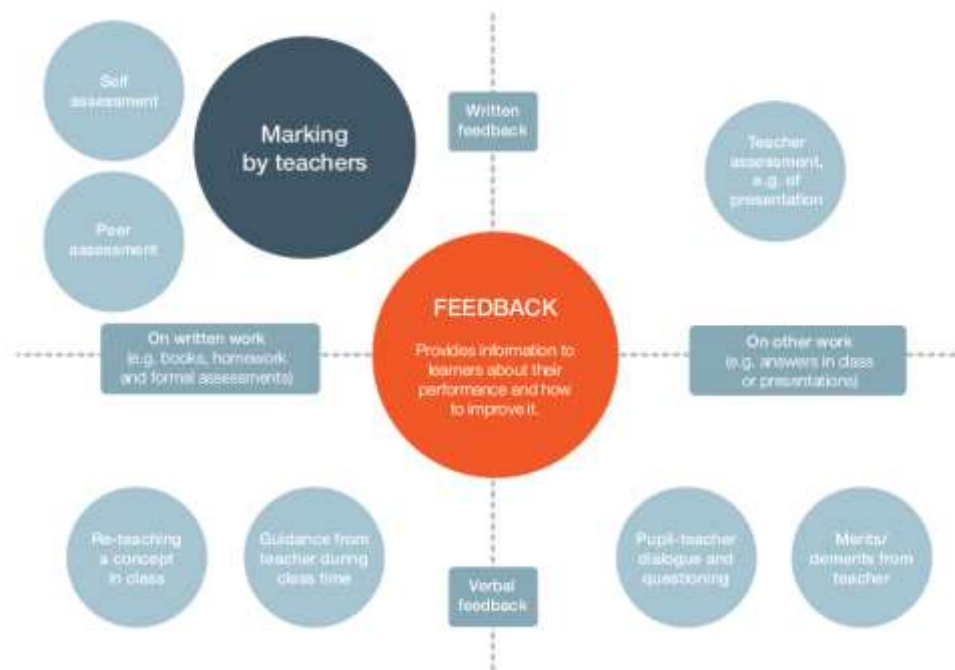 Self
assessment
Marking
by teachers
Written
feedback
Teacher
assessment,
e.g. of
presentation
Peer
assessment
FEEDBACK
Provides information to
learners about their
performance and how
to improve it.
On written work
(e.g. books, homework
and formal assessments)
On other work
(e.g. answers in class
or presentations)
Re-teaching
a concept
in class
Guidance from
teacher during
class time
Verbal
feedback
Pupil-teacher
dialogue and
questioning
Merits/
demerits from
teacher